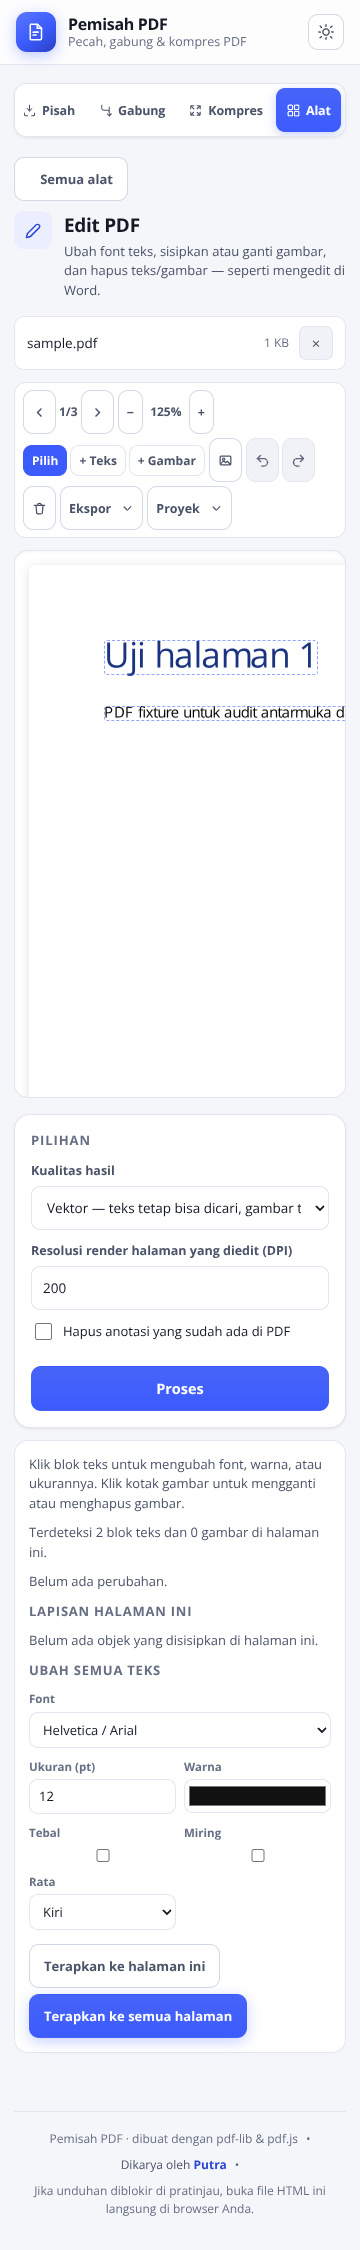 Pemisah PDF
Pecah, gabung & kompres PDF
Pisah Gabung Kompres Alat
Semua alat
Edit PDF
Ubah font teks, sisipkan atau ganti gambar,
dan hapus teks/gambar — seperti mengedit di
Word.
sample.pdf 1 KB ×
1/3 − 125% +
Pilih + Teks + Gambar
Ekspor Proyek
Uji halaman 1
PDF fixture untuk audit antarmuka d
PILIHAN
Kualitas hasil
Vektor — teks tetap bisa dicari, gambar t
Resolusi render halaman yang diedit (DPI)
200
Hapus anotasi yang sudah ada di PDF
Proses
Klik blok teks untuk mengubah font, warna, atau
ukurannya. Klik kotak gambar untuk mengganti
atau menghapus gambar.
Terdeteksi 2 blok teks dan 0 gambar di halaman
ini.
Belum ada perubahan.
LAPISAN HALAMAN INI
Belum ada objek yang disisipkan di halaman ini.
UBAH SEMUA TEKS
Font
Helvetica / Arial
Ukuran (pt) Warna
12
Tebal Miring
Rata
Kiri
Terapkan ke halaman ini
Terapkan ke semua halaman
Pemisah PDF · dibuat dengan pdf-lib & pdf.js •
Dikarya oleh Putra •
Jika unduhan diblokir di pratinjau, buka file HTML ini
langsung di browser Anda.